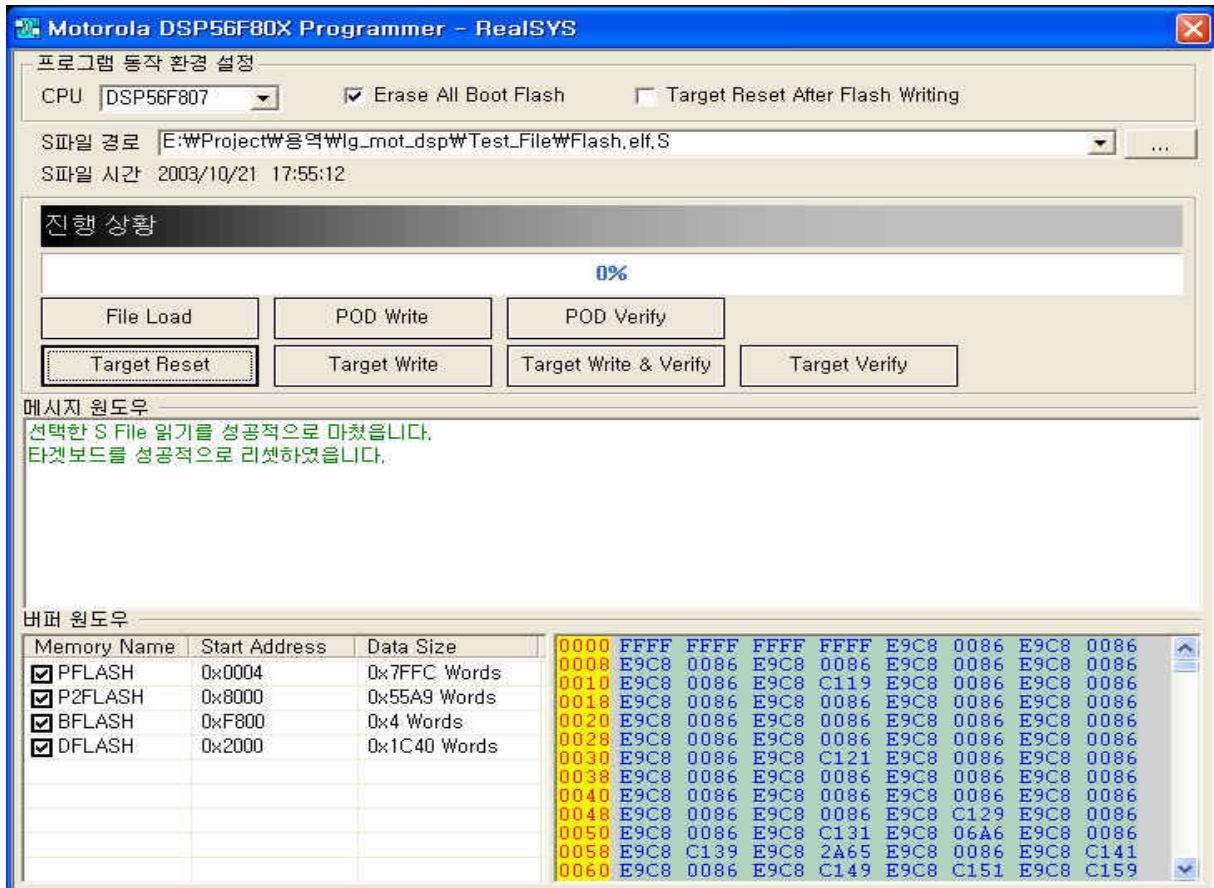 Motorola DSP56F80X Programmer - RealSYS
프로그램 동작 환경 설정
CPU DSP56F807 Erase All Boot Flash Target Reset After Flash Writing
S파일 경로 E:₩Project₩용역₩lg_mot_dsp₩Test_File₩Flash.elf.S ...
S파일 시간 2003/10/21 17:55:12
진행 상황
0%
File Load POD Write POD Verify
Target Reset Target Write Target Write & Verify Target Verify
메시지 윈도우
선택한 S File 읽기를 성공적으로 마쳤읍니다.
타겟보드를 성공적으로 리셋하였읍니다.
버퍼 윈도우
Memory Name Start Address Data Size
PFLASH 0x0004 0x7FFC Words
P2FLASH 0x8000 0x55A9 Words
BFLASH 0xF800 0x4 Words
DFLASH 0x2000 0x1C40 Words
0000 FFFF FFFF FFFF FFFF E9C8 0086 E9C8 0086
0008 E9C8 0086 E9C8 0086 E9C8 0086 E9C8 0086
0010 E9C8 0086 E9C8 C119 E9C8 0086 E9C8 0086
0018 E9C8 0086 E9C8 0086 E9C8 0086 E9C8 0086
0020 E9C8 0086 E9C8 0086 E9C8 0086 E9C8 0086
0028 E9C8 0086 E9C8 0086 E9C8 0086 E9C8 0086
0030 E9C8 0086 E9C8 C121 E9C8 0086 E9C8 0086
0038 E9C8 0086 E9C8 0086 E9C8 0086 E9C8 0086
0040 E9C8 0086 E9C8 0086 E9C8 0086 E9C8 0086
0048 E9C8 0086 E9C8 0086 E9C8 C129 E9C8 0086
0050 E9C8 0086 E9C8 C131 E9C8 06A6 E9C8 0086
0058 E9C8 C139 E9C8 2A65 E9C8 0086 E9C8 C141
0060 E9C8 0086 E9C8 C149 E9C8 C151 E9C8 C159